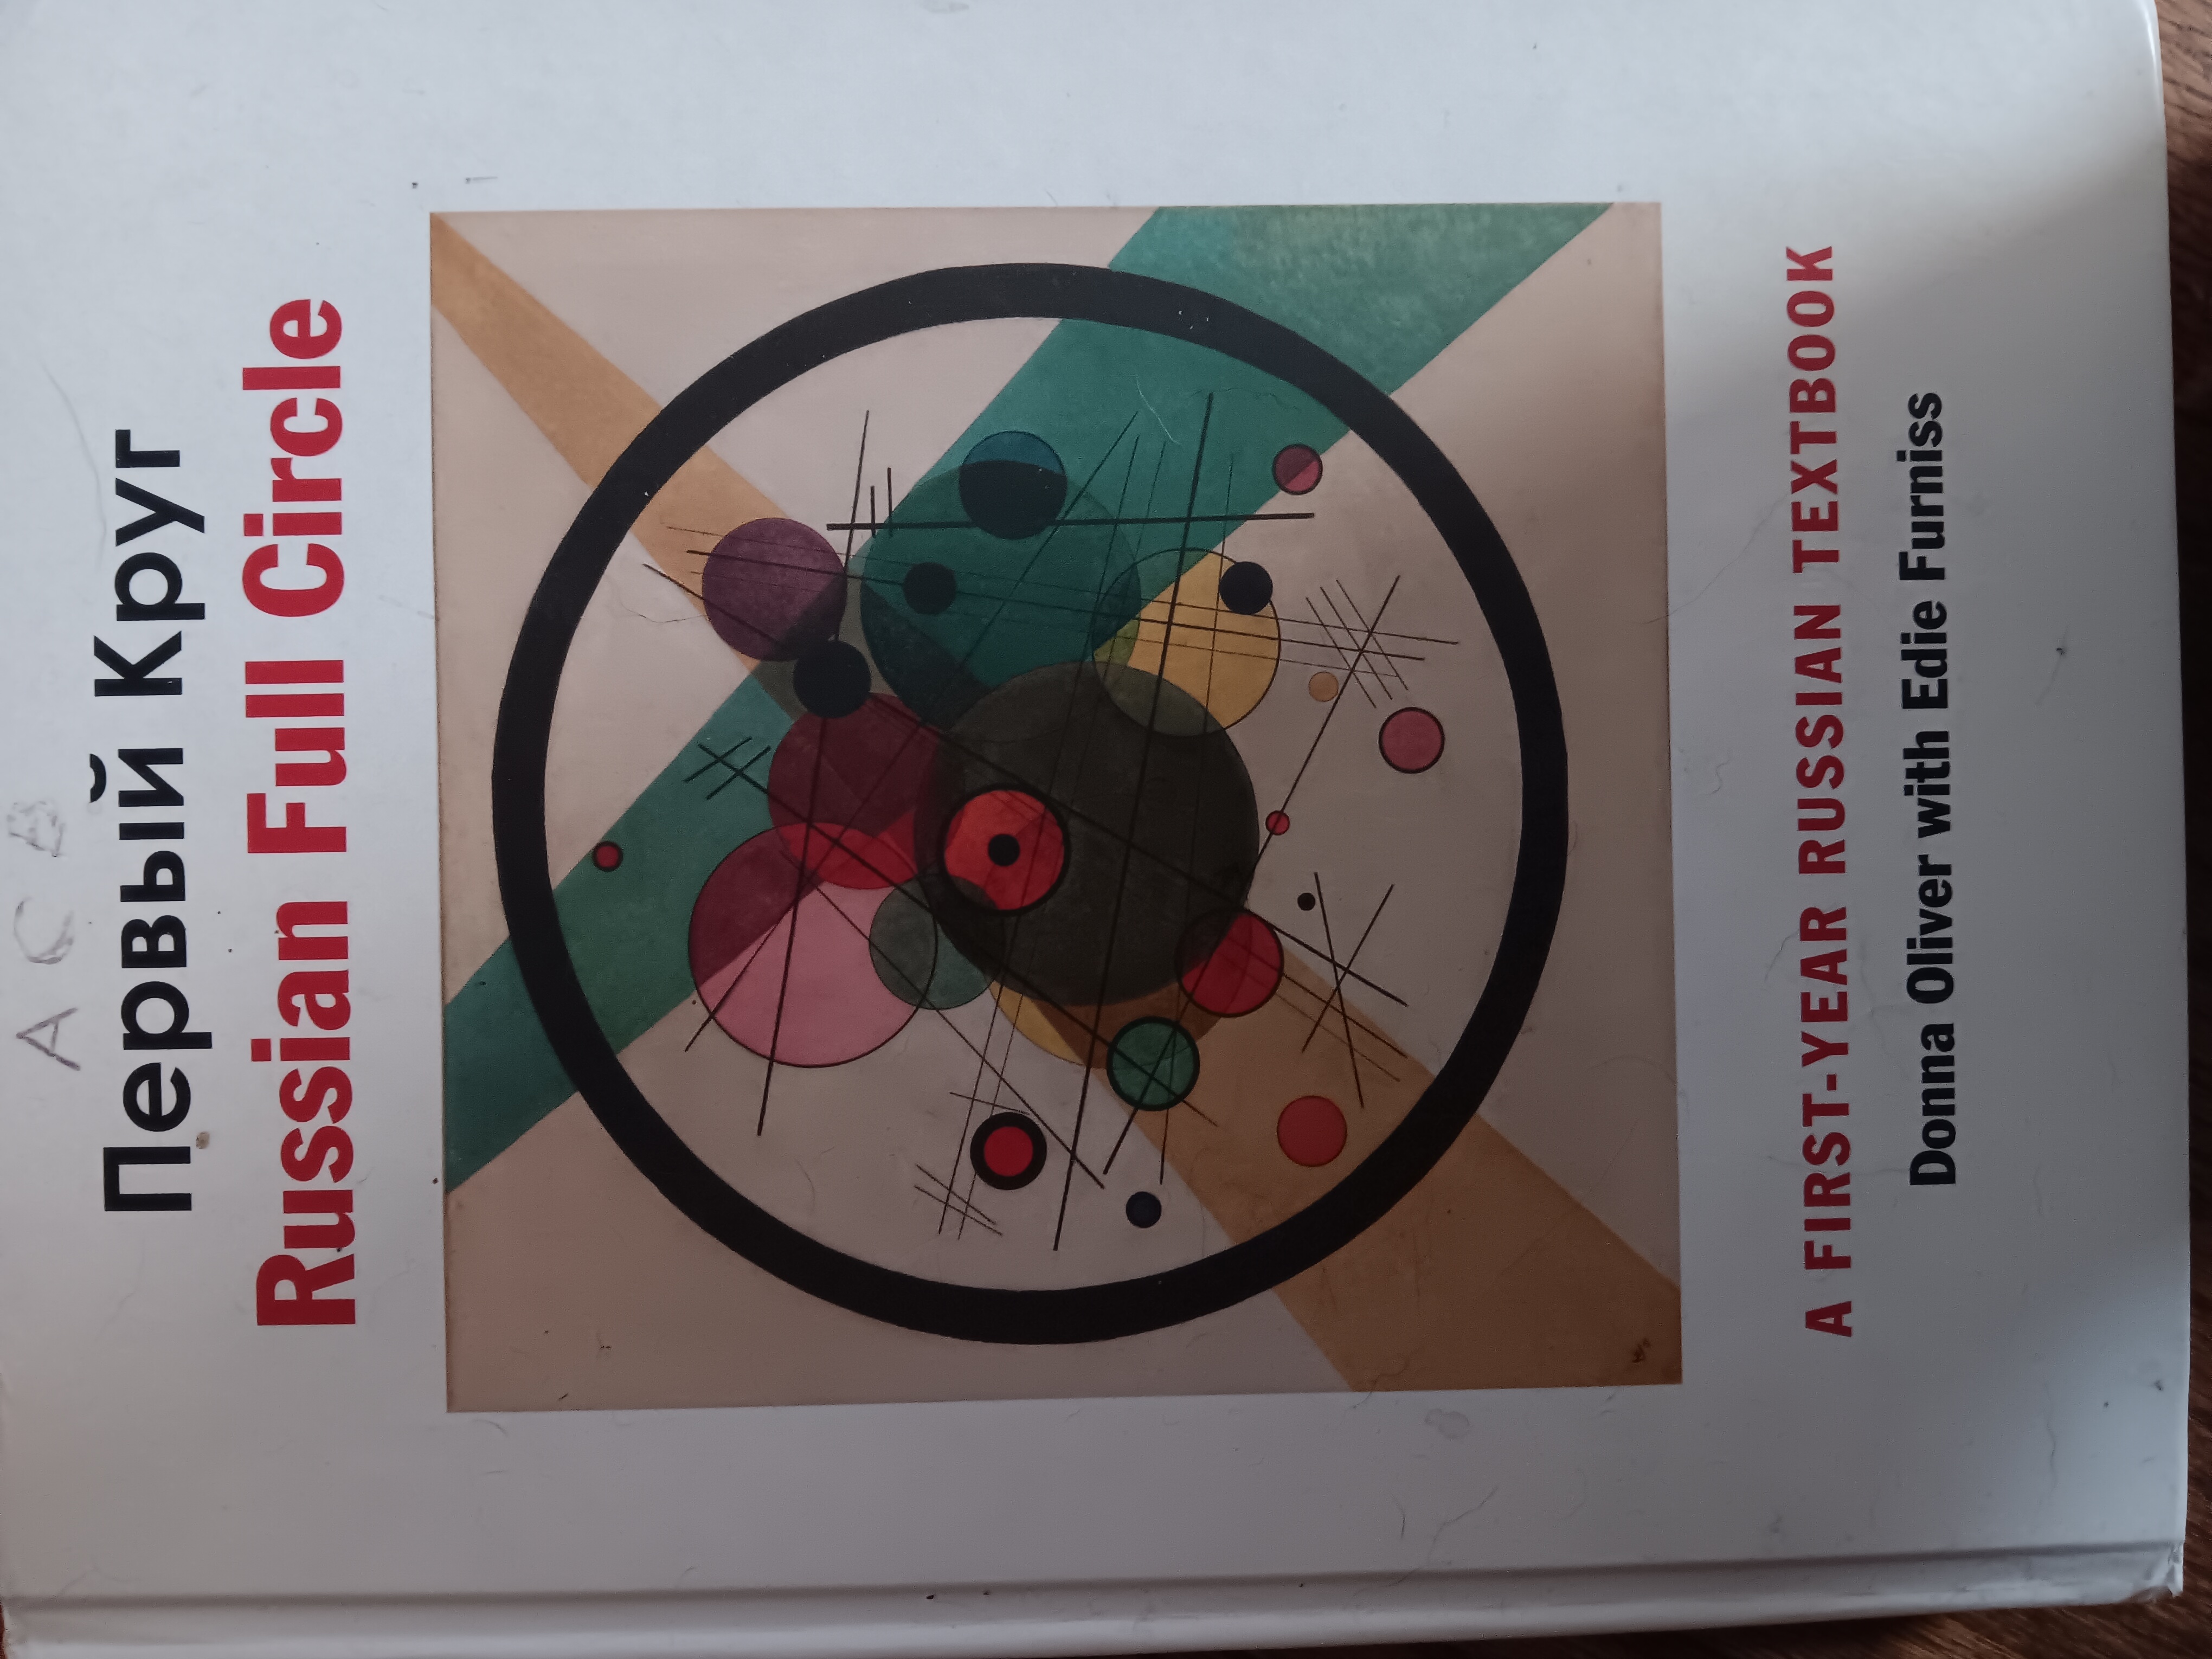 A C B
Первый Круг
Russian Full Circle
A FIRST-YEAR RUSSIAN TEXTBOOK
Donna Oliver with Edie Furniss